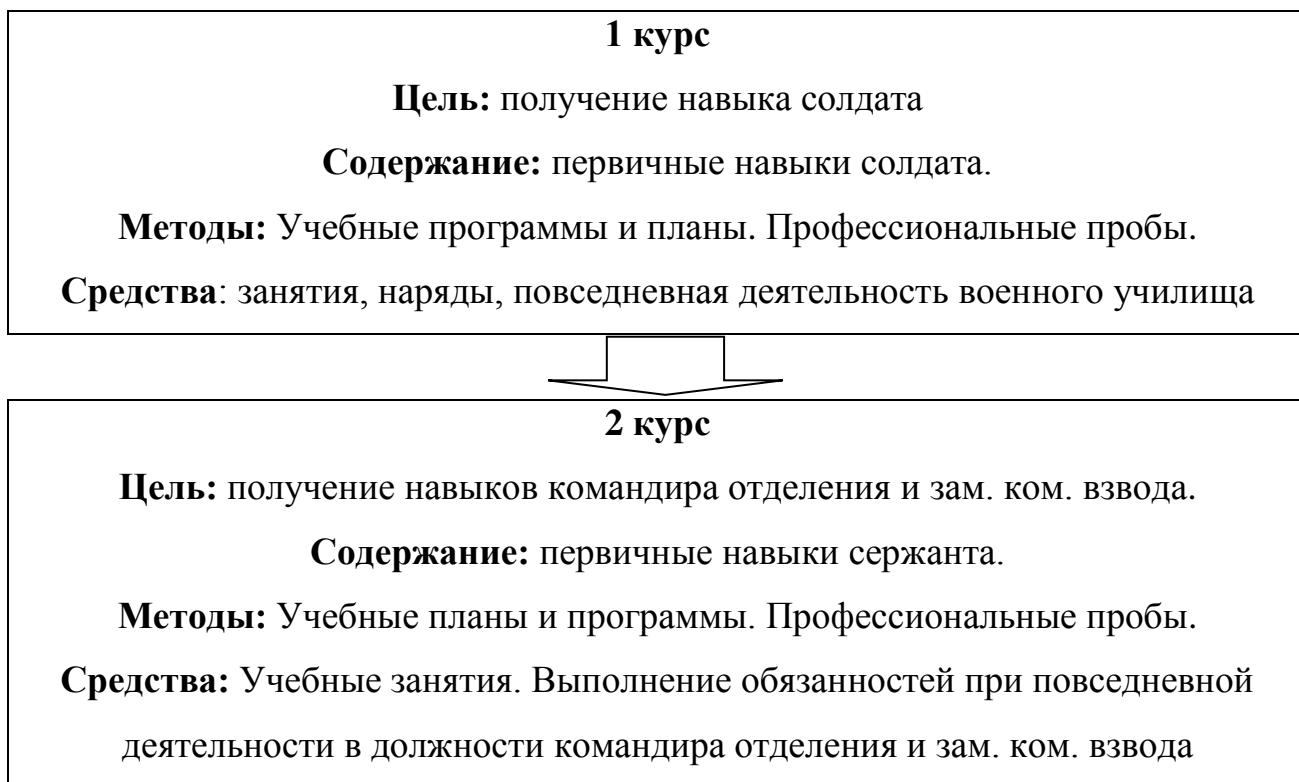 1 курс
Цель: получение навыка солдата
Содержание: первичные навыки солдата.
Методы: Учебные программы и планы. Профессиональные пробы.
Средства: занятия, наряды, повседневная деятельность военного училища
2 курс
Цель: получение навыков командира отделения и зам. ком. взвода.
Содержание: первичные навыки сержанта.
Методы: Учебные планы и программы. Профессиональные пробы.
Средства: Учебные занятия. Выполнение обязанностей при повседневной
деятельности в должности командира отделения и зам. ком. взвода